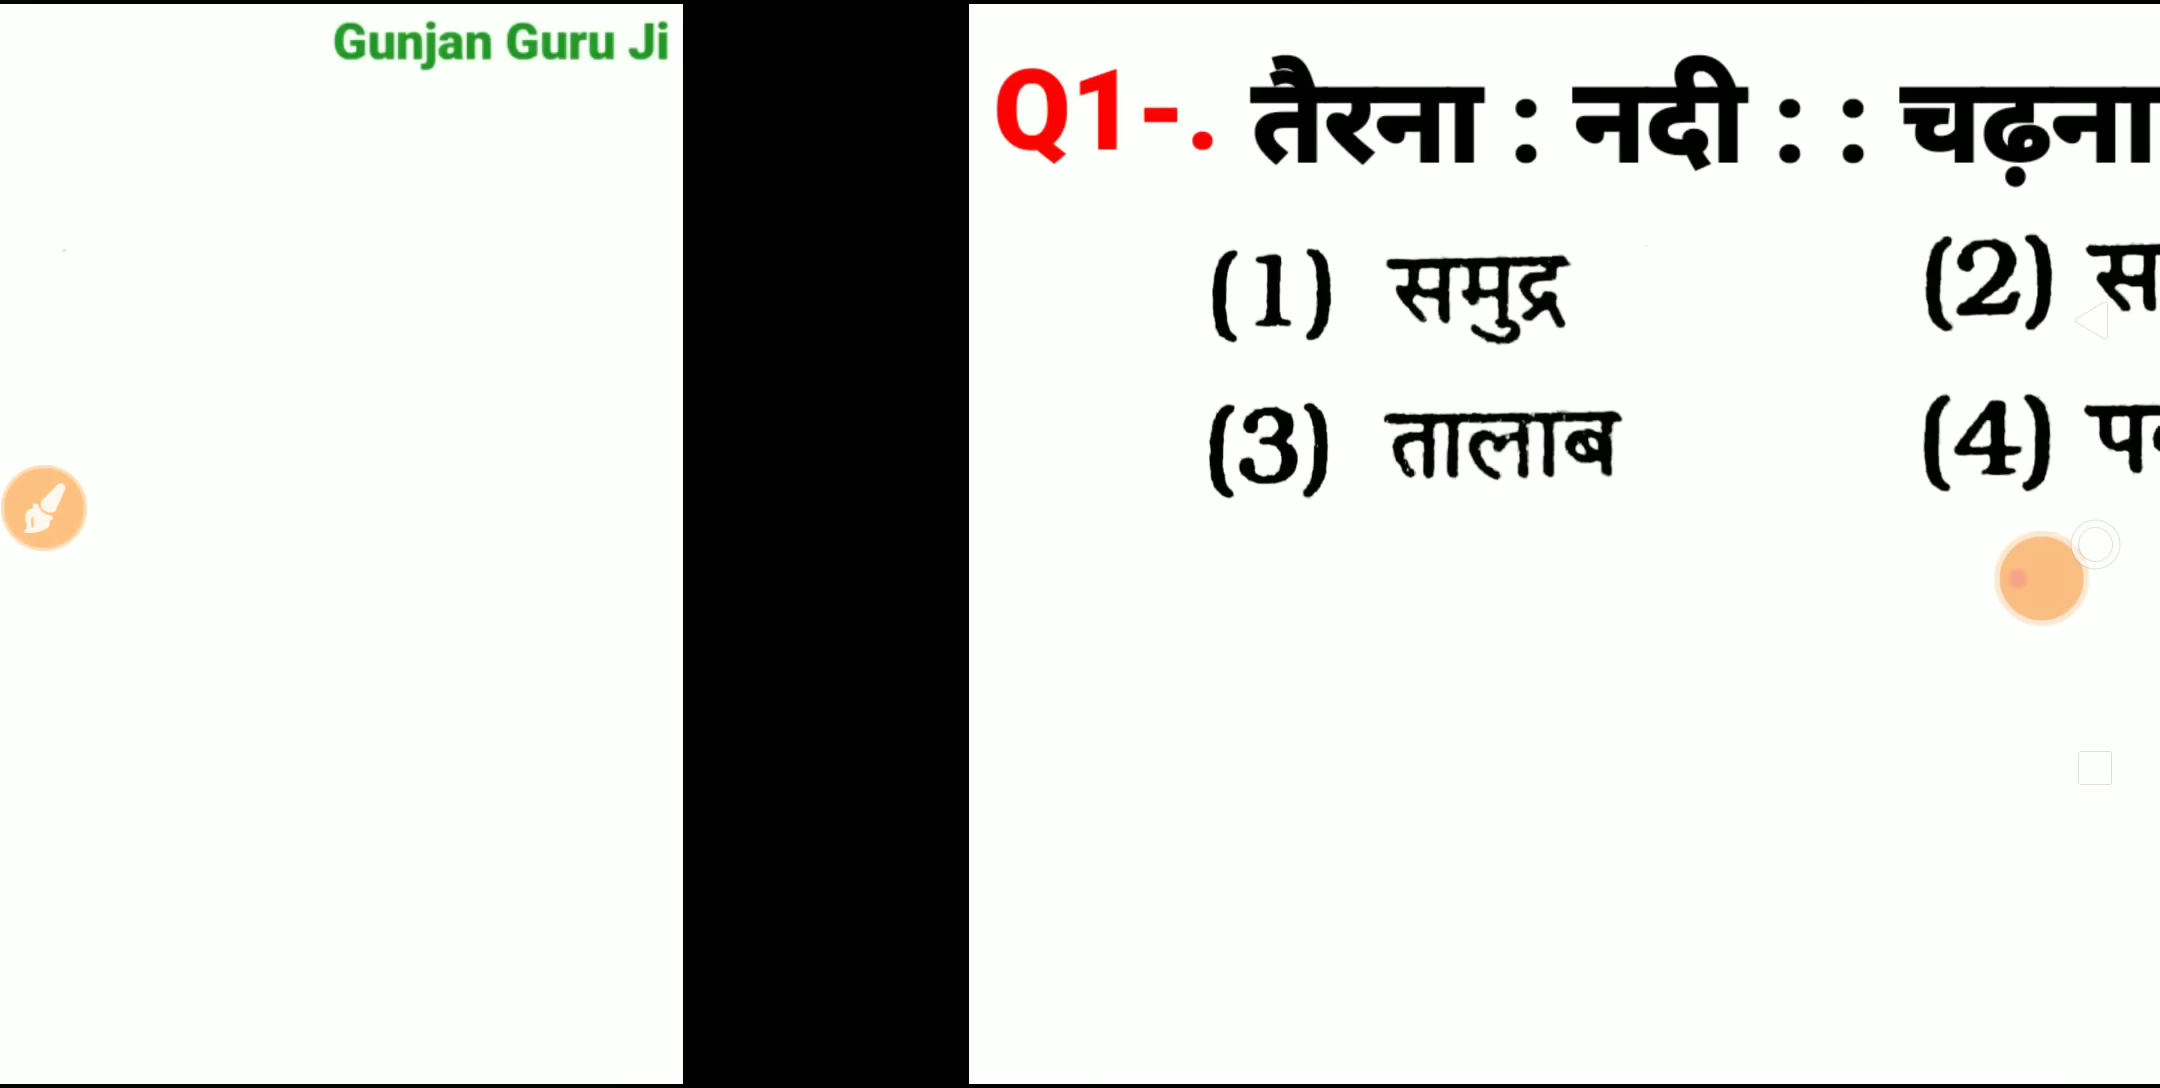 Gunjan Guru Ji
Q1-. तैरना : नदी : : चढ़ना
(1) समुद्र (2)
(3) तालाब (4)